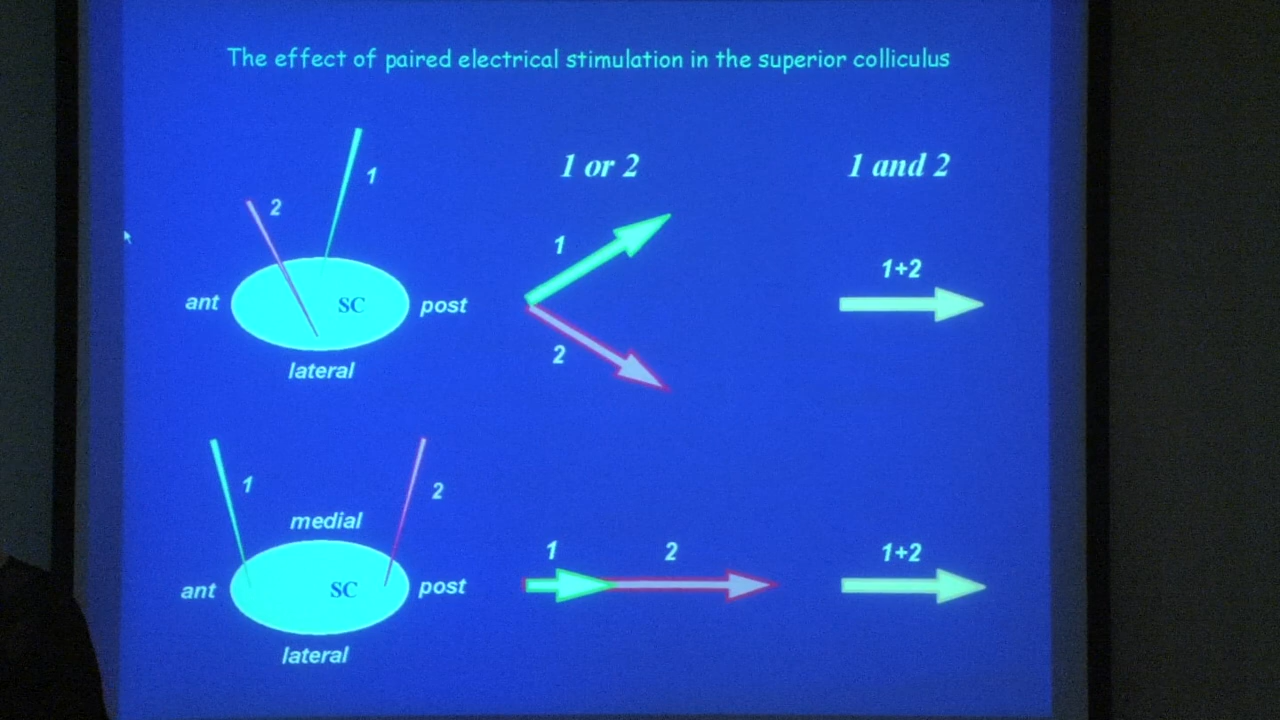 The effect of paired electrical stimulation in the superior colliculus
1 or 2
1 and 2
1
2
1
1+2
ant
SC
post
2
lateral
1
2
medial
1
2
1+2
ant
SC
post
lateral